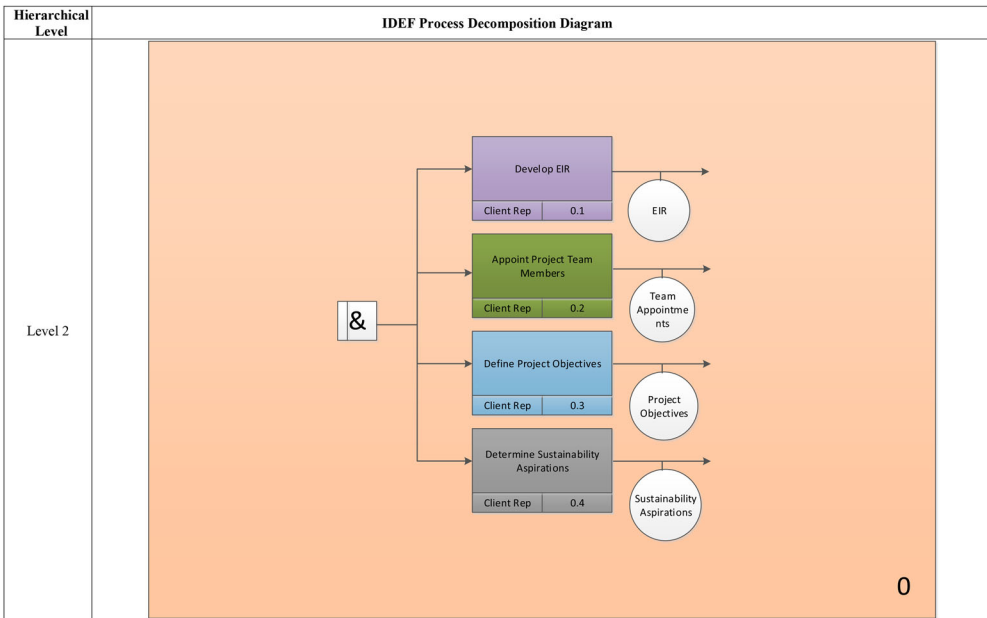 Hierarchical
Level
IDEF Process Decomposition Diagram
Level 2
&
Develop EIR
Client Rep 0.1
EIR
Appoint Project Team
Members
Client Rep 0.2
Team
Appointme
nts
Define Project Objectives
Client Rep 0.3
Project
Objectives
Determine Sustainability
Aspirations
Client Rep 0.4
Sustainability
Aspirations
0